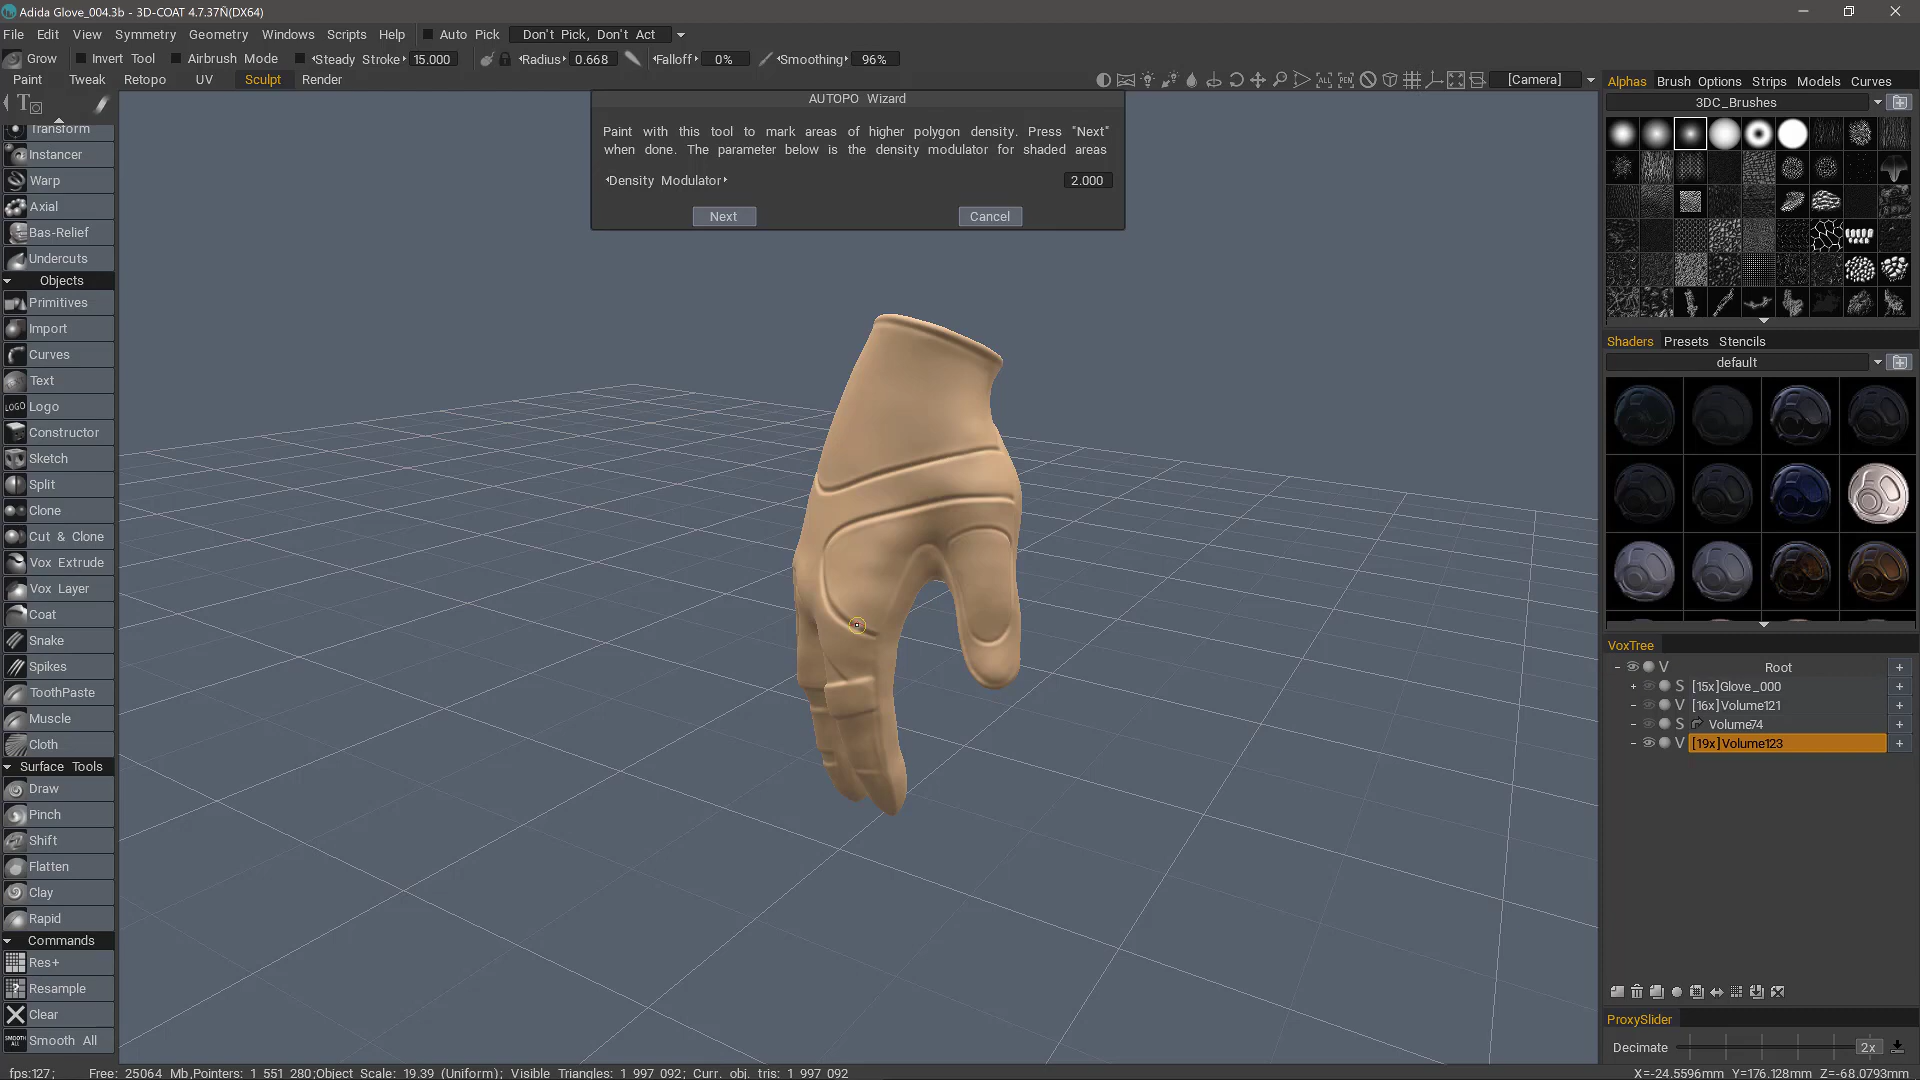 Adida Glove_004.3b - 3D-COAT 4.7.37Ñ(DX64)
File Edit View Symmetry Geometry Windows Scripts Help Auto Pick Don't Pick, Don't Act
Grow Invert Tool Airbrush Mode Steady Stroke 15.000 Radius 0.668 Falloff 0% Smoothing 96%
Paint Tweak Retopo UV Sculpt Render [Camera]
Transform
Instancer
Warp
Axial
Bas-Relief
Undercuts
Objects
Primitives
Import
Curves
Text
LOGO Logo
Constructor
Sketch
Split
Clone
Cut & Clone
Vox Extrude
Vox Layer
Coat
Snake
Spikes
ToothPaste
Muscle
Cloth
Surface Tools
Draw
Pinch
Shift
Flatten
Clay
Rapid
Commands
Res+
Resample
Clear
SMOOTH ALL Smooth All
AUTOPO Wizard
Paint with this tool to mark areas of higher polygon density. Press "Next"
when done. The parameter below is the density modulator for shaded areas
Density Modulator 2.000
Next Cancel
Alphas Brush Options Strips Models Curves
3DC_Brushes
Shaders Presets Stencils
default
VoxTree
V Root +
S [15x]Glove_000 +
V [16x]Volume121 +
S Volume74 +
V [19x]Volume123 +
ProxySlider
Decimate 2x
fps:127; Free: 25064 Mb,Pointers: 1 551 280;Object Scale: 19.39 (Uniform); Visible Triangles: 1 997 092; Curr. obj. tris: 1 997 092 X=-24.5596mm Y=176.128mm Z=-68.0793mm